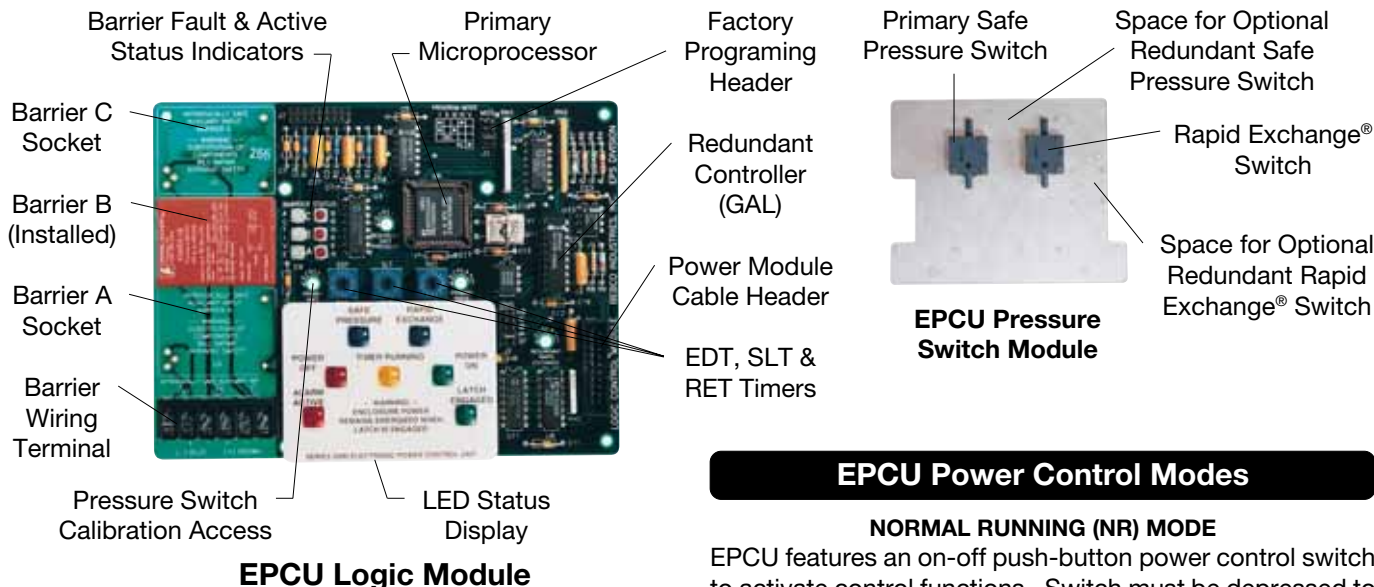 Barrier Fault & Active
Status Indicators
Primary
Microprocessor
Factory
Programing
Header
Primary Safe
Pressure Switch
Space for Optional
Redundant Safe
Pressure Switch
Barrier C
Socket
Barrier B
(Installed)
Barrier A
Socket
Barrier
Wiring
Terminal
Redundant
Controller
(GAL)
Power Module
Cable Header
EDT, SLT &
RET Timers
Rapid Exchange®
Switch
Space for Optional
Redundant Rapid
Exchange® Switch
EPCU Pressure
Switch Module
266
SAFE
PRESSURE
RAPID
EXCHANGE
POWER
OFF
TIMER RUNNING
POWER
ON
ALARM
ACTIVE
LATCH
ENGAGED
- WARNING -
ENCLOSURE POWER
REMAINS ENERGIZED WHEN
LATCH IS ENGAGED
Pressure Switch
Calibration Access
LED Status
Display
EPCU Logic Module
EPCU Power Control Modes
NORMAL RUNNING (NR) MODE
EPCU features an on-off push-button power control switch
to activate control functions. Switch must be depressed to